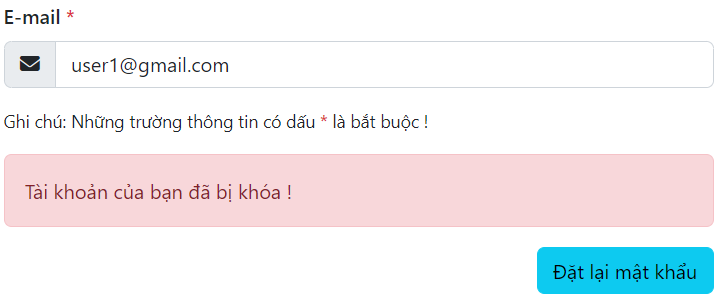 E-mail *
user1@gmail.com
Ghi chú: Những trường thông tin có dấu * là bắt buộc !
Tài khoản của bạn đã bị khóa !
Đặt lại mật khẩu